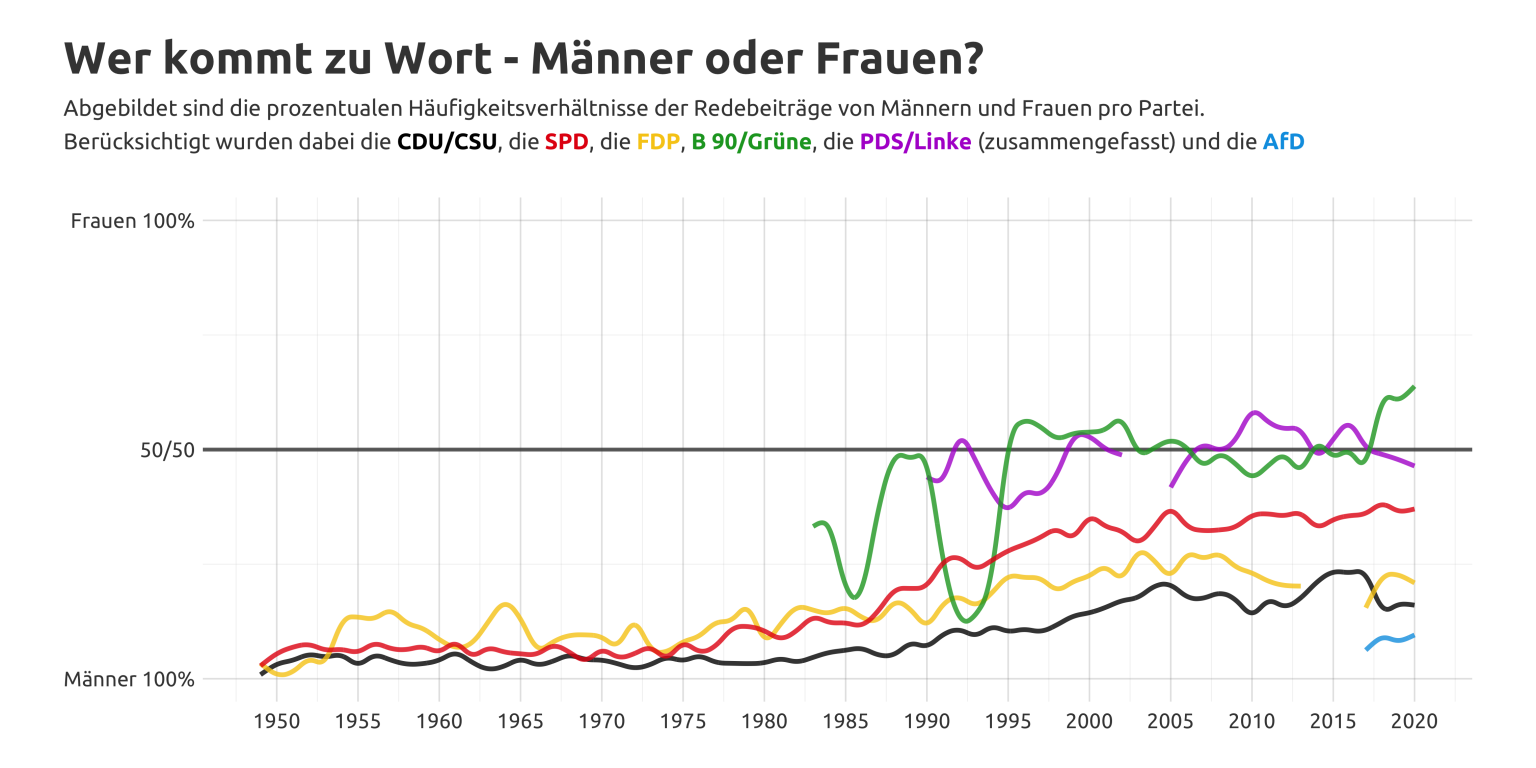 Wer kommt zu Wort - Männer oder Frauen?
Abgebildet sind die prozentualen Häufigkeitsverhältnisse der Redebeiträge von Männern und Frauen pro Partei.
Berücksichtigt wurden dabei die CDU/CSU, die SPD, die FDP, B 90/Grüne, die PDS/Linke (zusammengefasst) und die AfD
Frauen 100%
50/50
Männer 100%
1950 1955 1960 1965 1970 1975 1980 1985 1990 1995 2000 2005 2010 2015 2020